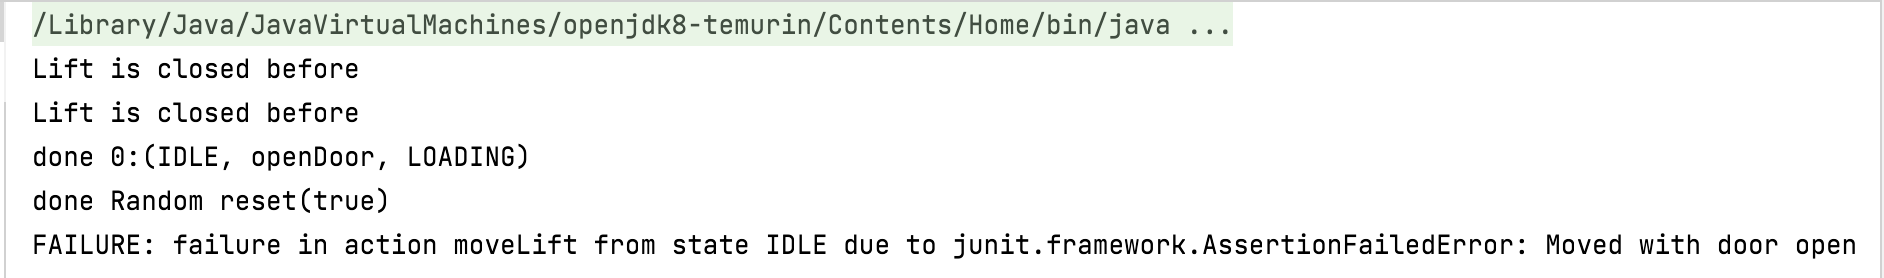 /Library/Java/JavaVirtualMachines/openjdk8-temurin/Contents/Home/bin/java ...
Lift is closed before
Lift is closed before
done 0:(IDLE, openDoor, LOADING)
done Random reset(true)
FAILURE: failure in action moveLift from state IDLE due to junit.framework.AssertionFailedError: Moved with door open